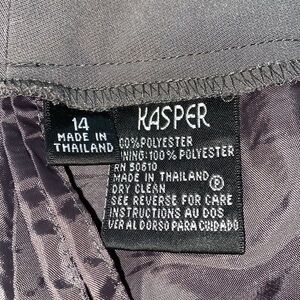 14
MADE IN
THAILAND
KASPER
00%POLYESTER
NING:100% POLYESTER
RN 50610
MADE IN THAILAND
DRY CLEAN
P
SEE REVERSE FOR CARE
INSTRUCTIONS AU DOS
VER AL DORSO PARA CUIDADO